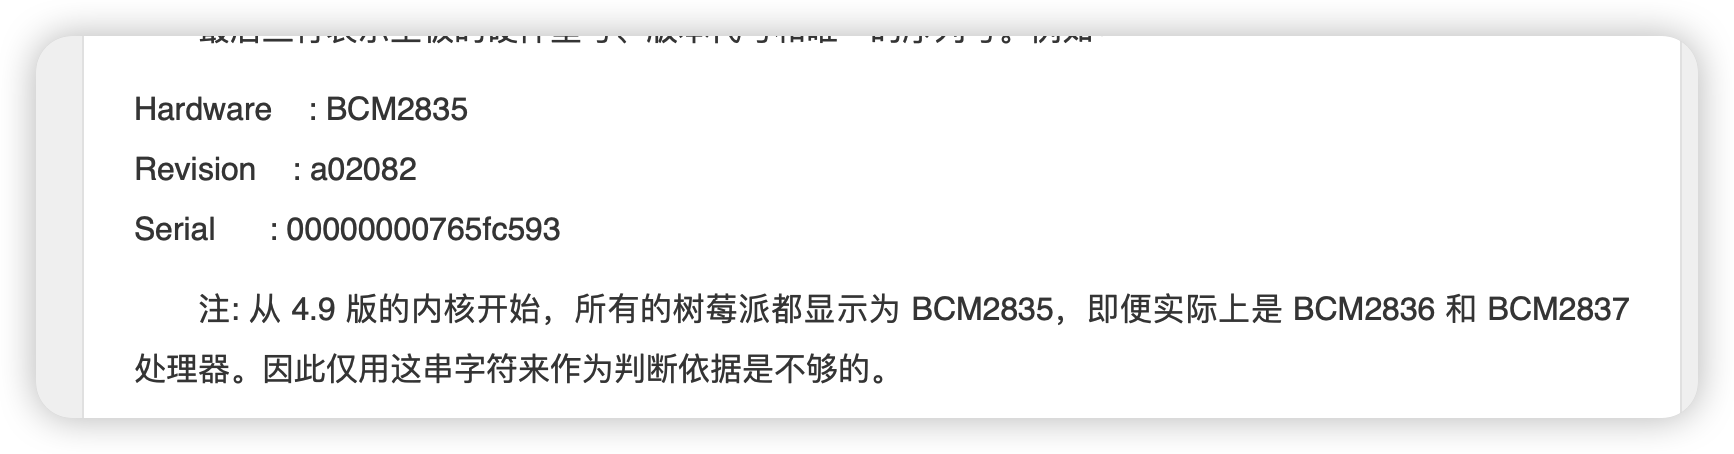 Hardware : BCM2835
Revision : a02082
Serial : 00000000765fc593
注: 从 4.9 版的内核开始，所有的树莓派都显示为 BCM2835，即便实际上是 BCM2836 和 BCM2837
处理器。因此仅用这串字符来作为判断依据是不够的。